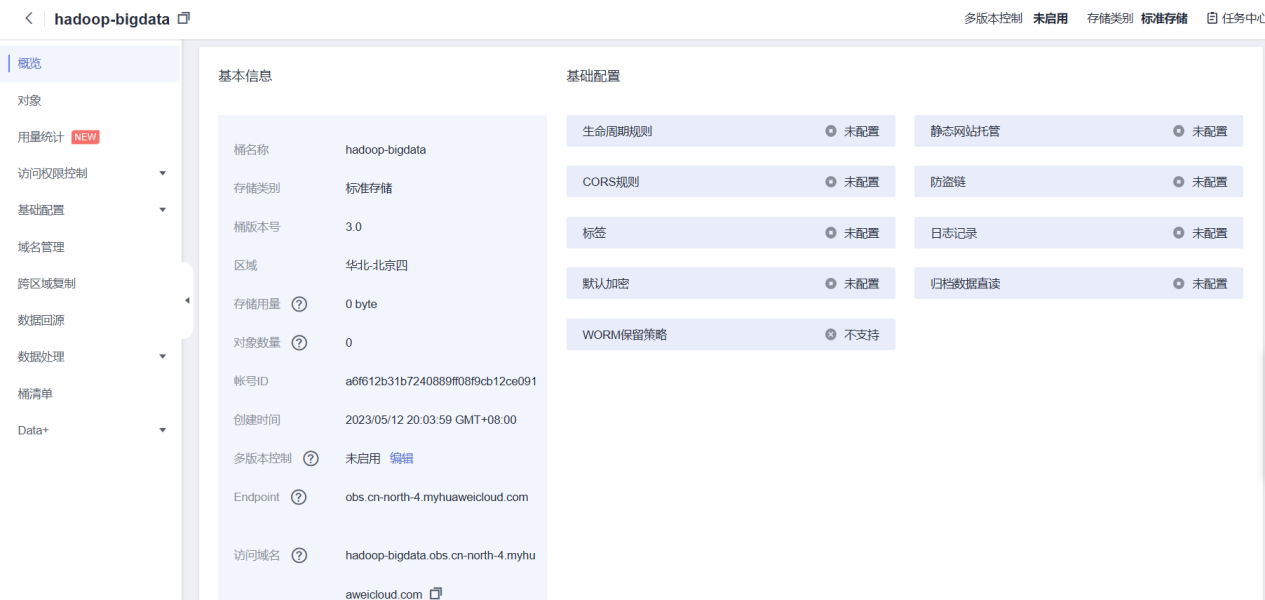 hadoop-bigdata
多版本控制 未启用 存储类别 标准存储 任务中心
概览
对象
用量统计 NEW
访问权限控制
基础配置
域名管理
跨区域复制
数据回源
数据处理
桶清单
Data+
基本信息
桶名称 hadoop-bigdata
存储类别 标准存储
桶版本号 3.0
区域 华北-北京四
存储用量 ? 0 byte
对象数量 ? 0
帐号ID a6f612b31b7240889ff08f9cb12ce091
创建时间 2023/05/12 20:03:59 GMT+08:00
多版本控制 ? 未启用 编辑
Endpoint ? obs.cn-north-4.myhuaweicloud.com
访问域名 ? hadoop-bigdata.obs.cn-north-4.myhu
aweicloud.com
基础配置
生命周期规则 未配置 静态网站托管 未配置
CORS规则 未配置 防盗链 未配置
标签 未配置 日志记录 未配置
默认加密 未配置 归档数据直读 未配置
WORM保留策略 不支持